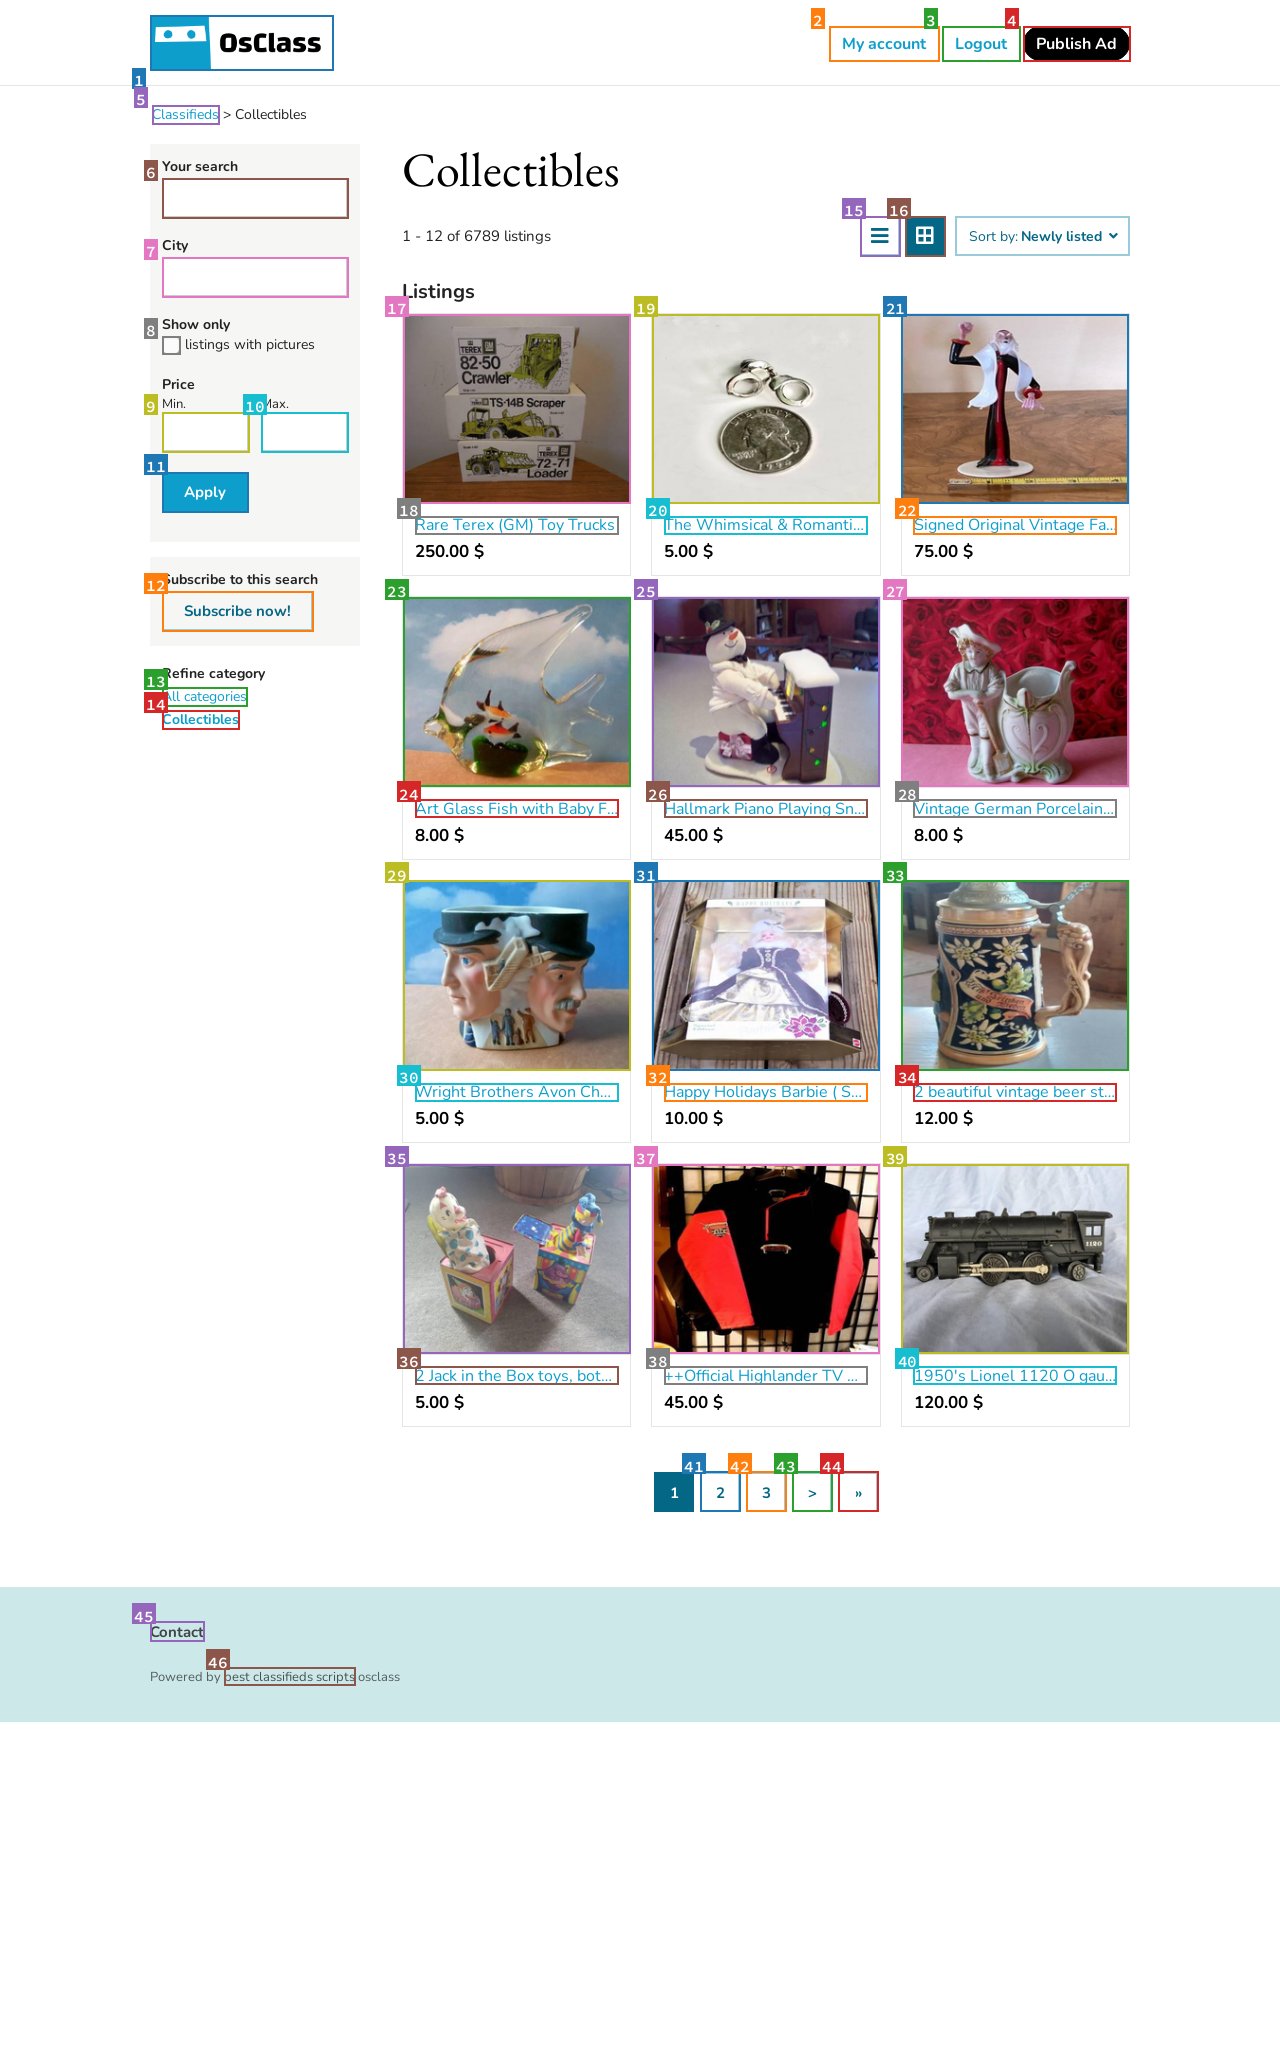 OsClass
2
3
4
My account
Logout
Publish Ad
1
5
Classifieds > Collectibles
6
Your search
7
City
8
Show only
listings with pictures
Price
9
Min.
10
Max.
11
Apply
12
Subscribe to this search
Subscribe now!
13
Refine category
All categories
14
Collectibles
Collectibles
1 - 12 of 6789 listings
15
16
Sort by: Newly listed
Listings
17
TEREX GM
82-50
Crawler
TEREX
TS-14B Scraper
TEREX GM
72-71
Loader
18
Rare Terex (GM) Toy Trucks
250.00 $
19
LIBERTY
20
The Whimsical & Romanti...
5.00 $
21
22
Signed Original Vintage Fa...
75.00 $
23
24
Art Glass Fish with Baby F...
8.00 $
25
26
Hallmark Piano Playing Sn...
45.00 $
27
28
Vintage German Porcelain...
8.00 $
29
30
Wright Brothers Avon Ch...
5.00 $
31
HAPPY HOLIDAYS
32
Happy Holidays Barbie ( S...
10.00 $
33
34
2 beautiful vintage beer st...
12.00 $
35
36
2 Jack in the Box toys, bot...
5.00 $
37
38
++Official Highlander TV ...
45.00 $
39
1120
40
1950's Lionel 1120 O gau...
120.00 $
41
42
43
44
1
2
3
>
»
45
Contact
46
Powered by best classifieds scripts osclass